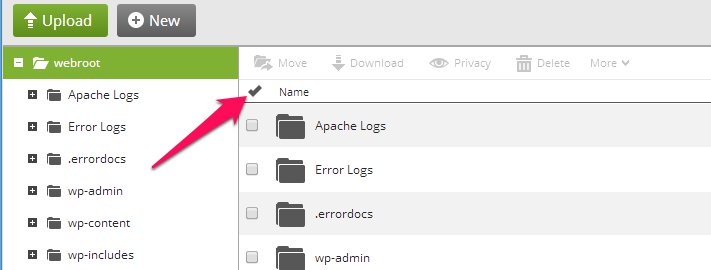 Upload New
webroot
Apache Logs
Error Logs
.errordocs
wp-admin
wp-content
wp-includes
Move Download Privacy Delete More
Name
Apache Logs
Error Logs
.errordocs
wp-admin